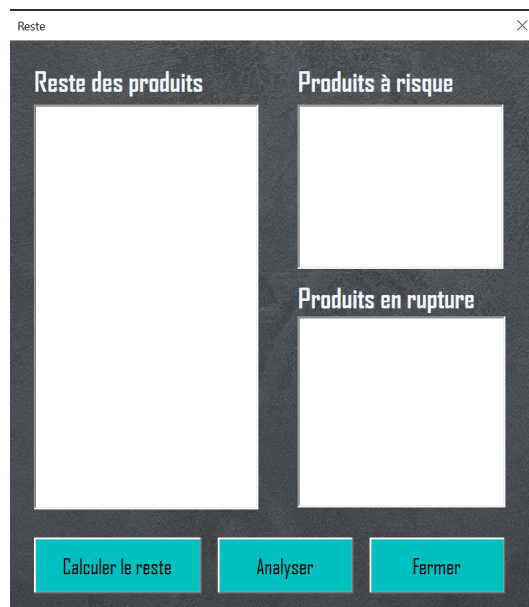 Reste
Reste des produits
Produits à risque
Produits en rupture
Calculer le reste
Analyser
Fermer